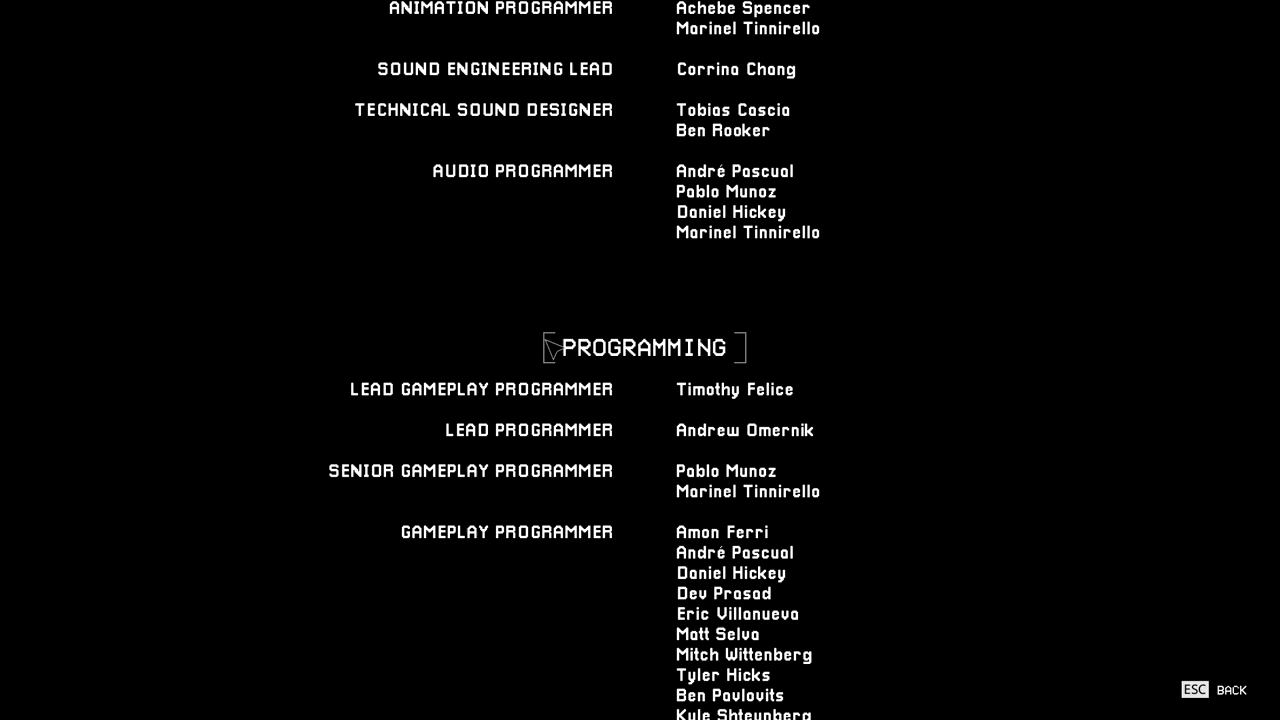 ANIMATION PROGRAMMER Achebe Spencer
Marinel Tinnirello
SOUND ENGINEERING LEAD Corrina Chang
TECHNICAL SOUND DESIGNER Tobias Cascia
Ben Rooker
AUDIO PROGRAMMER André Pascual
Pablo Munoz
Daniel Hickey
Marinel Tinnirello
PROGRAMMING
LEAD GAMEPLAY PROGRAMMER Timothy Felice
LEAD PROGRAMMER Andrew Omernik
SENIOR GAMEPLAY PROGRAMMER Pablo Munoz
Marinel Tinnirello
GAMEPLAY PROGRAMMER Amon Ferri
André Pascual
Daniel Hickey
Dev Prasad
Eric Villanueva
Matt Selva
Mitch Wittenberg
Tyler Hicks
Ben Pavlovits
Kyle Shteynberg
ESC BACK